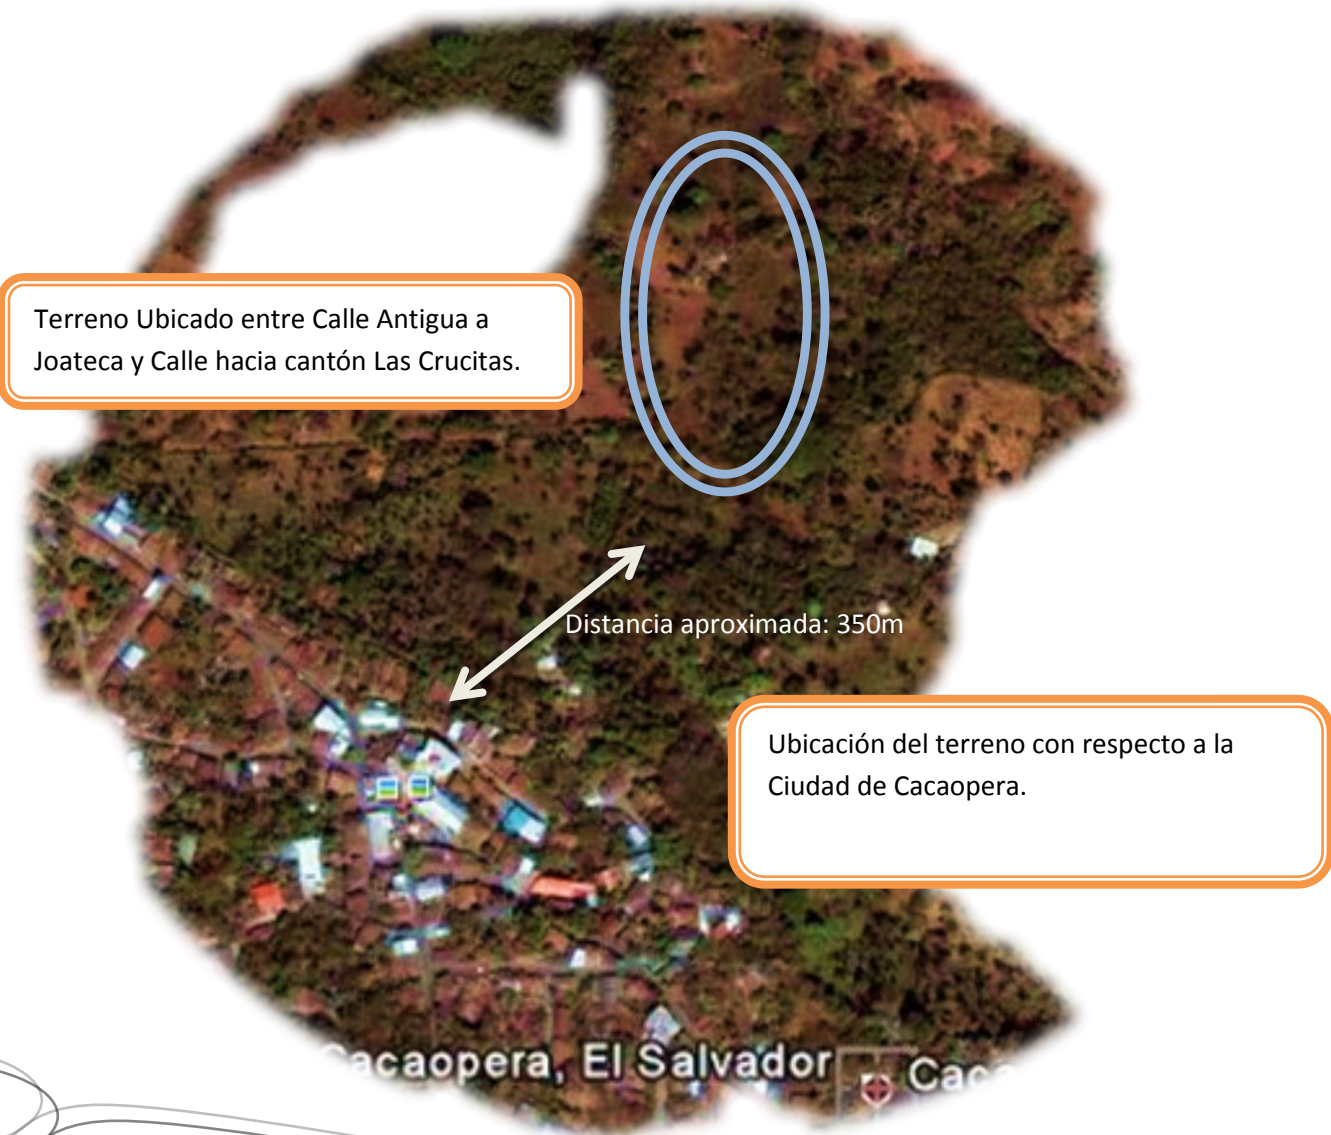 Terreno Ubicado entre Calle Antigua a
Joateca y Calle hacia cantón Las Crucitas.
Distancia aproximada: 350m
Ubicación del terreno con respecto a la
Ciudad de Cacaopera.
Cacaopera, El Salvador